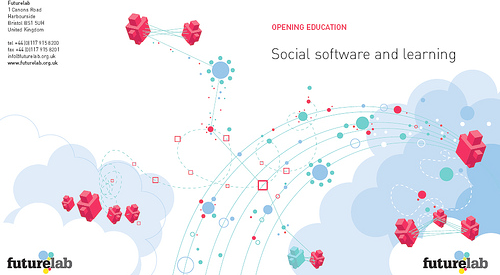 Futurelab
1 Canons Road
Harbourside
Bristol BS1 5UH
United Kingdom
tel +44 (0)117 915 8200
fax +44 (0)117 915 8201
info@futurelab.org.uk
www.futurelab.org.uk
OPENING EDUCATION
Social software and learning
futurelab
futurelab